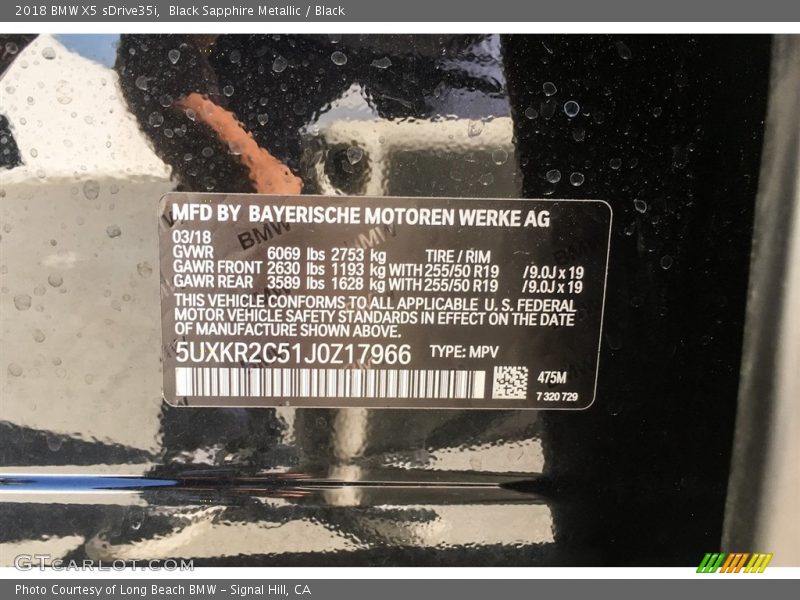 2018 BMW X5 sDrive35i,  Black Sapphire Metallic / Black
MFD BY BAYERISCHE MOTOREN WERKE AG
03/18
GVWR 6069 lbs 2753 kg TIRE / RIM
GAWR FRONT 2630 lbs 1193 kg WITH 255/50 R19 /9.0J x 19
GAWR REAR 3589 lbs 1628 kg WITH 255/50 R19 /9.0J x 19
THIS VEHICLE CONFORMS TO ALL APPLICABLE U.S. FEDERAL
MOTOR VEHICLE SAFETY STANDARDS IN EFFECT ON THE DATE
OF MANUFACTURE SHOWN ABOVE.
5UXKR2C51J0Z17966 TYPE: MPV
475M
7 320 729
GTCARLOT.COM
Photo Courtesy of Long Beach BMW – Signal Hill, CA